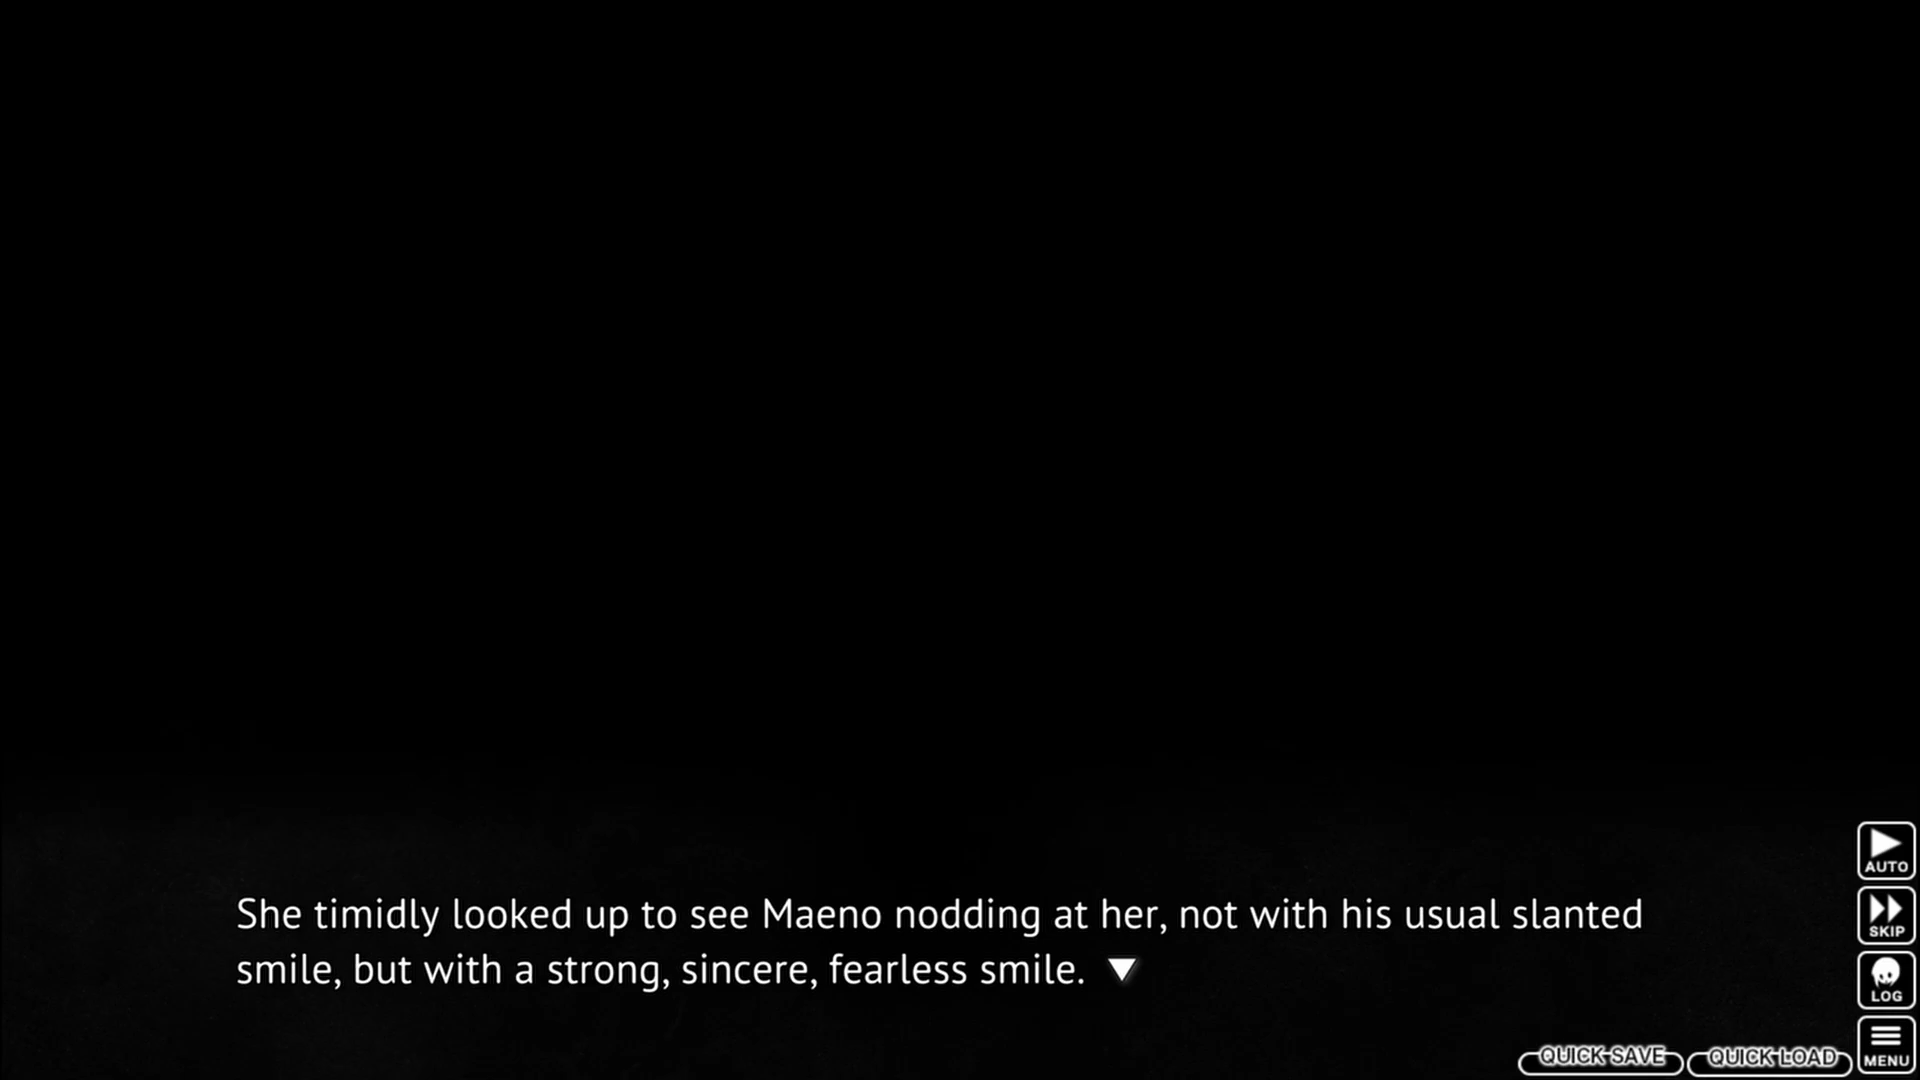 She timidly looked up to see Maeno nodding at her, not with his usual slanted
smile, but with a strong, sincere, fearless smile.
AUTO
SKIP
LOG
MENU
QUICK SAVE
QUICK LOAD